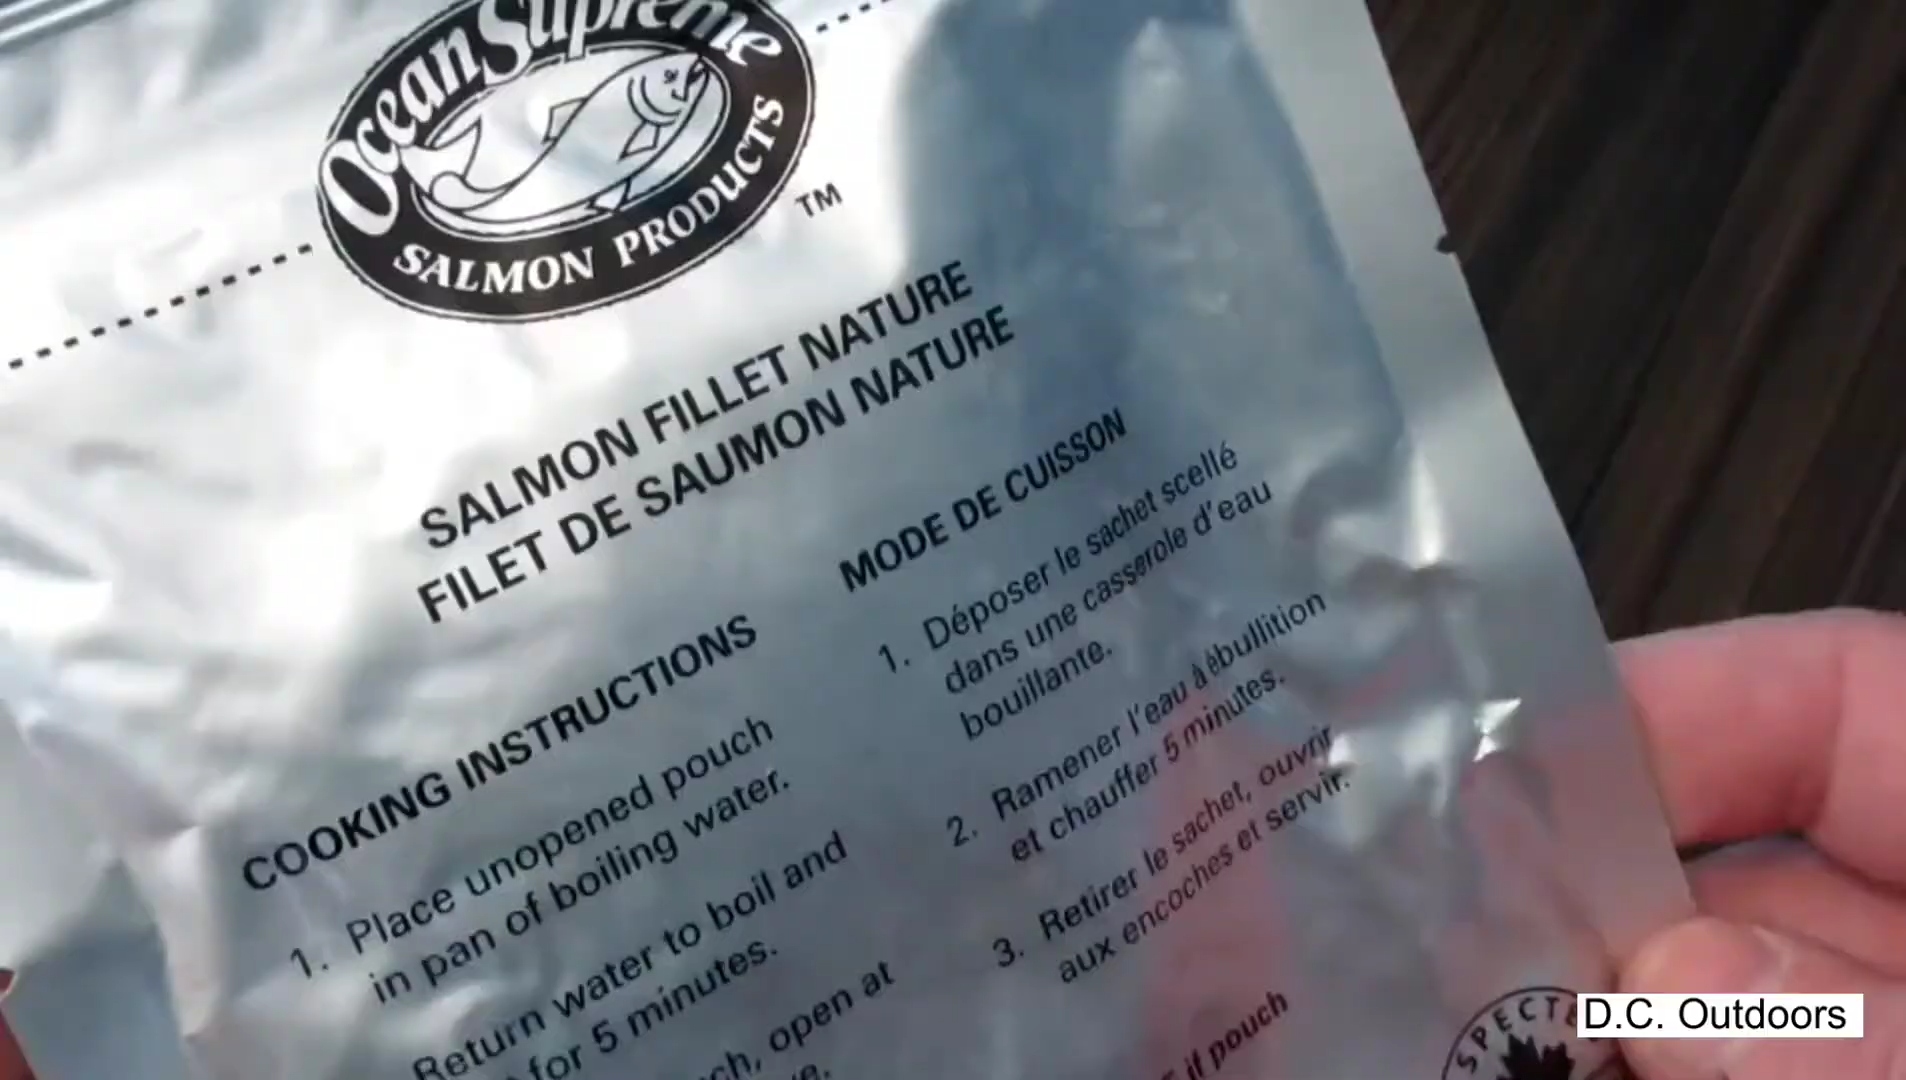 Ocean Supreme
SALMON PRODUCTS
TM
SALMON FILLET NATURE
FILET DE SAUMON NATURE
COOKING INSTRUCTIONS
1. Place unopened pouch
in pan of boiling water.
Return water to boil and
for 5 minutes.
open at
MODE DE CUISSON
1. Déposer le sachet scellé
dans une casserole d'eau
bouillante.
2. Ramener l'eau à ébullition
et chauffer 5 minutes.
3. Retirer le sachet, ouvrir
aux encoches et servir.
if pouch
D.C. Outdoors